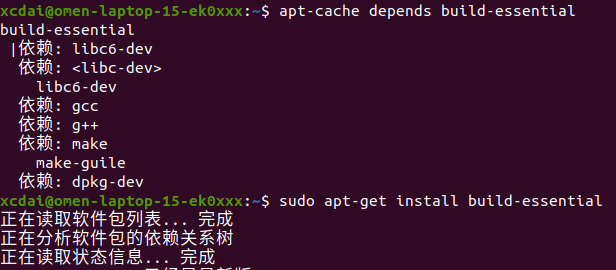 xcdai@omen-laptop-15-ek0xxx:~$ apt-cache depends build-essential
build-essential
 |依赖: libc6-dev
  依赖: <libc-dev>
    libc6-dev
  依赖: gcc
  依赖: g++
  依赖: make
    make-guile
  依赖: dpkg-dev
xcdai@omen-laptop-15-ek0xxx:~$ sudo apt-get install build-essential
正在读取软件包列表... 完成
正在分析软件包的依赖关系树
正在读取状态信息... 完成